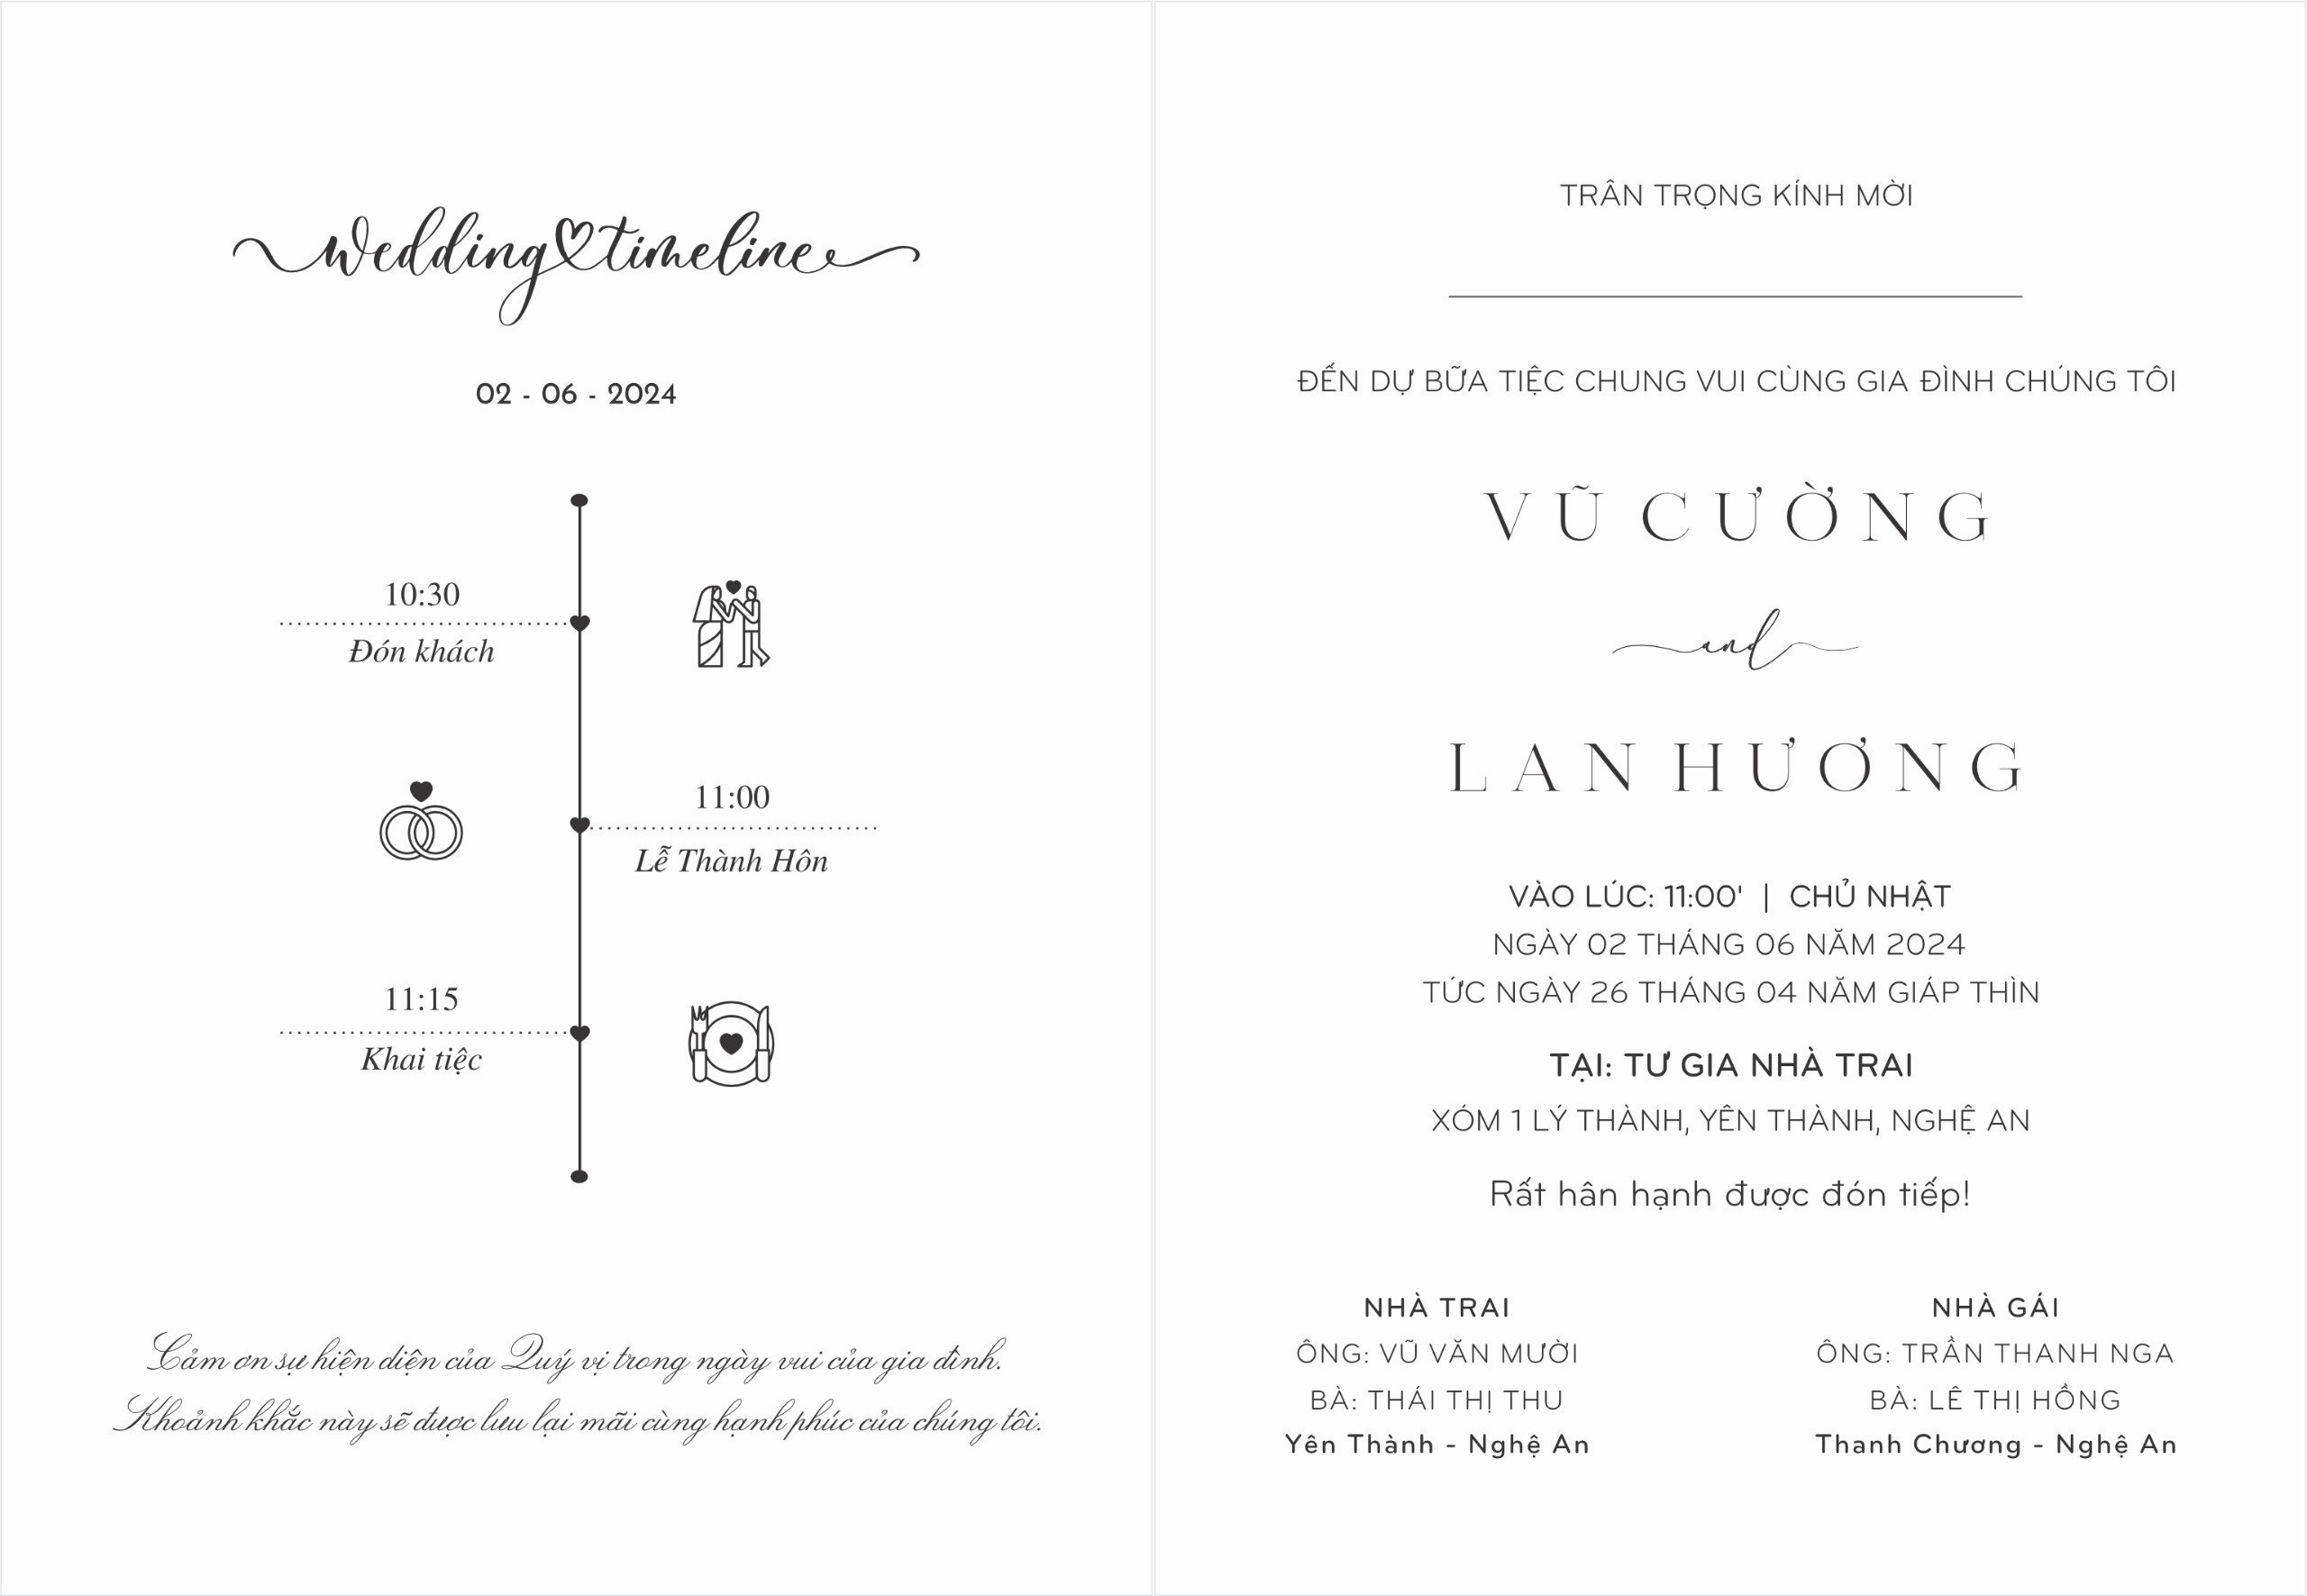 wedding timeline
02 - 06 - 2024
10:30
Đón khách
11:00
Lễ Thành Hôn
11:15
Khai tiệc
Cảm ơn sự hiện diện của Quý vị trong ngày vui của gia đình.
Khoảnh khắc này sẽ được lưu lại mãi cùng hạnh phúc của chúng tôi.
TRÂN TRỌNG KÍNH MỜI
ĐẾN DỰ BỮA TIỆC CHUNG VUI CÙNG GIA ĐÌNH CHÚNG TÔI
VŨ CƯỜNG
and
LAN HƯƠNG
VÀO LÚC: 11:00' | CHỦ NHẬT
NGÀY 02 THÁNG 06 NĂM 2024
TỨC NGÀY 26 THÁNG 04 NĂM GIÁP THÌN
TẠI: TƯ GIA NHÀ TRAI
XÓM 1 LÝ THÀNH, YÊN THÀNH, NGHỆ AN
Rất hân hạnh được đón tiếp!
NHÀ TRAI
ÔNG: VŨ VĂN MƯỜI
BÀ: THÁI THỊ THU
Yên Thành - Nghệ An
NHÀ GÁI
ÔNG: TRẦN THANH NGA
BÀ: LÊ THỊ HỒNG
Thanh Chương - Nghệ An